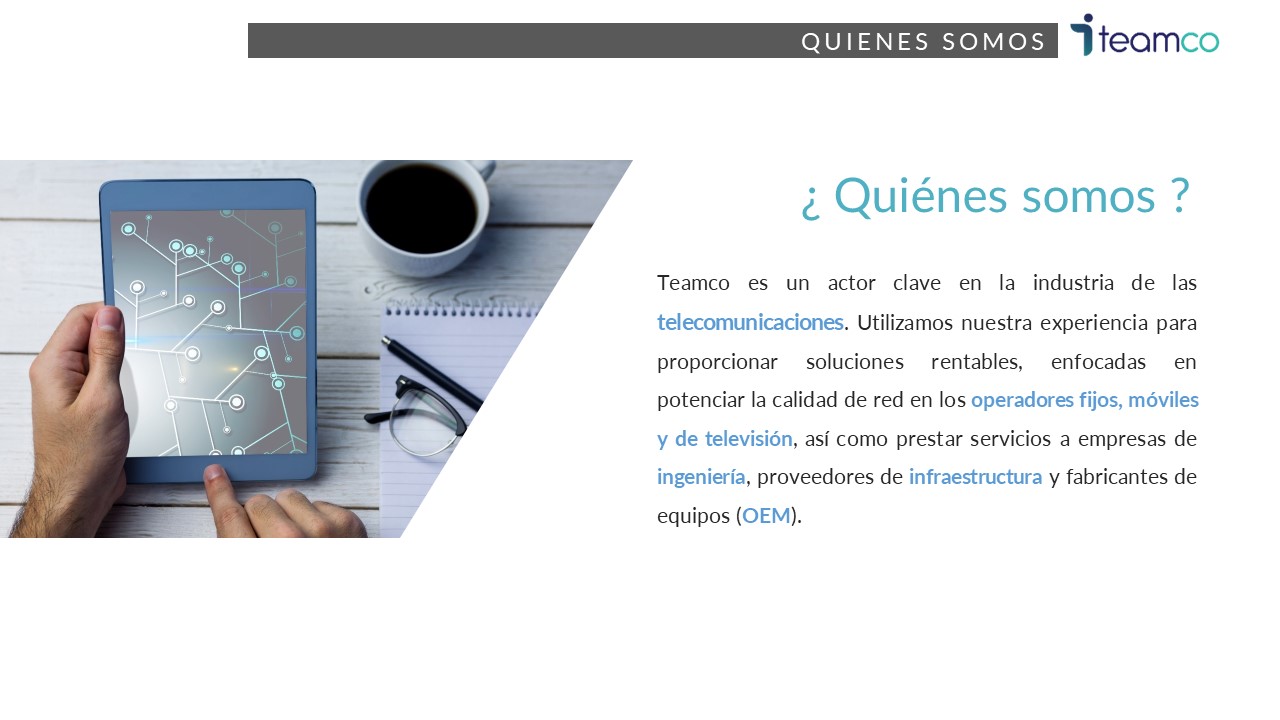 QUIENES SOMOS
teamco
¿ Quiénes somos ?
Teamco es un actor clave en la industria de las
telecomunicaciones. Utilizamos nuestra experiencia para
proporcionar soluciones rentables, enfocadas en
potenciar la calidad de red en los operadores fijos, móviles
y de televisión, así como prestar servicios a empresas de
ingeniería, proveedores de infraestructura y fabricantes de
equipos (OEM).